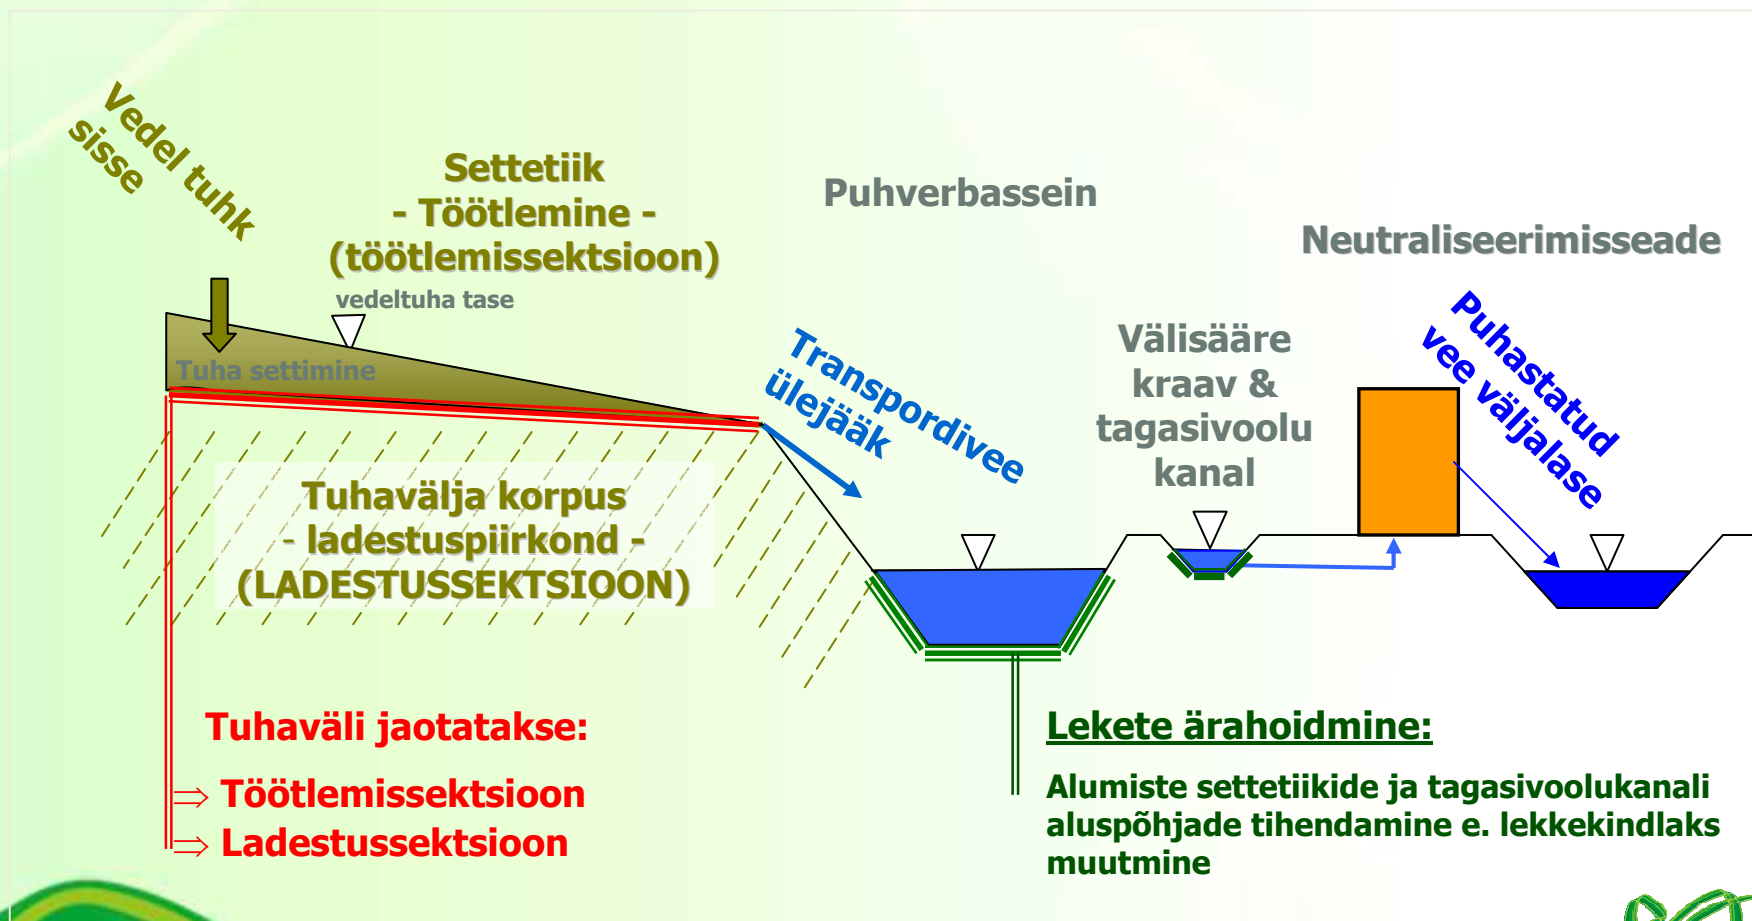 Vedel tuhk
sisse
Settetiik
- Töötlemine -
(töötlemissektsioon)
vedeltuha tase
Tuha settimine
Puhverbassein
Neutraliseerimisseade
Transpordivee
ülejääk
Välisääre
kraav &
tagasivoolu
kanal
Puhastatud
vee väljalase
Tuhavälja korpus
- ladestuspiirkond -
(LADESTUSSEKTSIOON)
Tuhaväli jaotatakse:
⇒ Töötlemissektsioon
⇒ Ladestussektsioon
Lekete ärahoidmine:
Alumiste settetiikide ja tagasivoolukanali
aluspõhjade tihendamine e. lekkekindlaks
muutmine